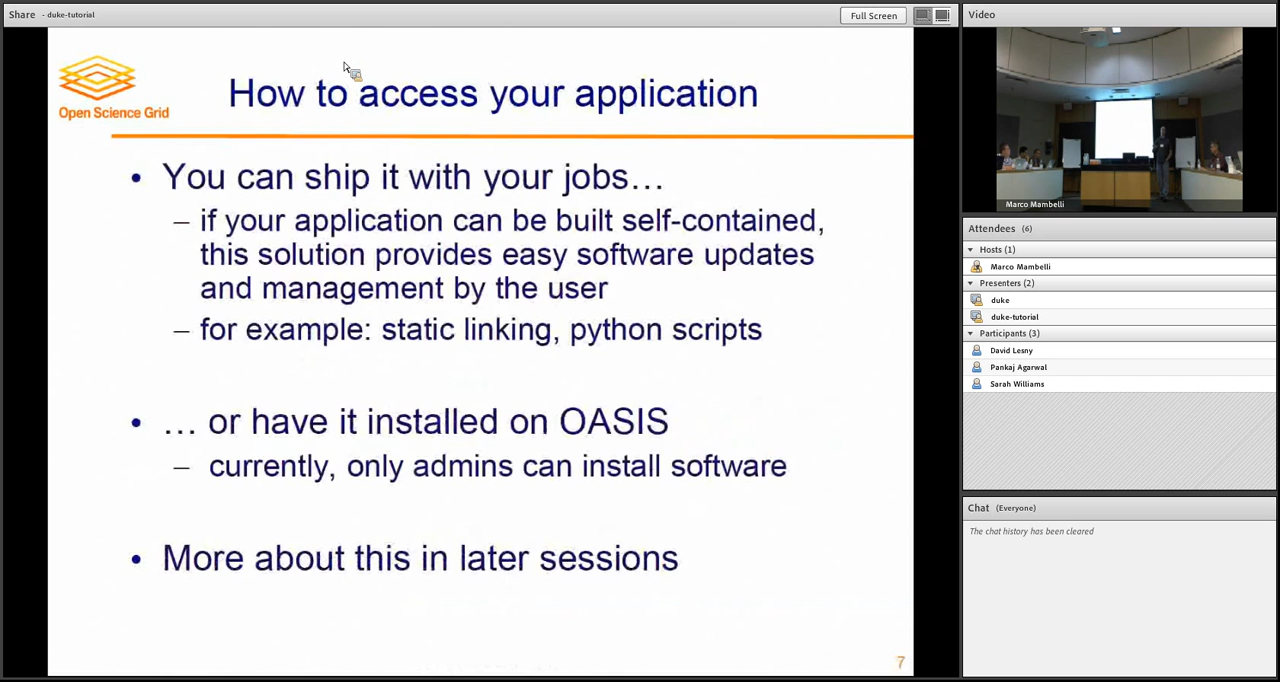 Share - duke-tutorial
Full Screen
Open Science Grid
How to access your application
• You can ship it with your jobs…
– if your application can be built self-contained,
this solution provides easy software updates
and management by the user
– for example: static linking, python scripts
• … or have it installed on OASIS
– currently, only admins can install software
• More about this in later sessions
7
Video
Marco Mambelli
Attendees (6)
Hosts (1)
Marco Mambelli
Presenters (2)
duke
duke-tutorial
Participants (3)
David Lesny
Pankaj Agarwal
Sarah Williams
Chat (Everyone)
The chat history has been cleared